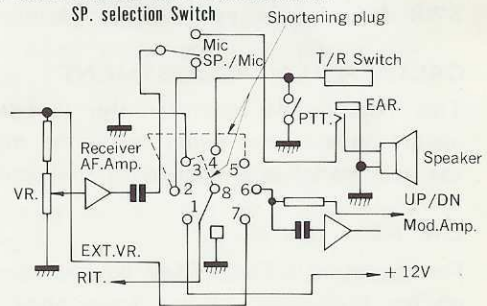 SP. selection Switch
Shortening plug
Mic
SP./Mic
T/R Switch
PTT.
EAR.
Receiver
AF.Amp.
Speaker
3
4
5
VR.
2
8
6
UP/DN
1
7
Mod.Amp.
EXT.VR.
RIT.
+12V